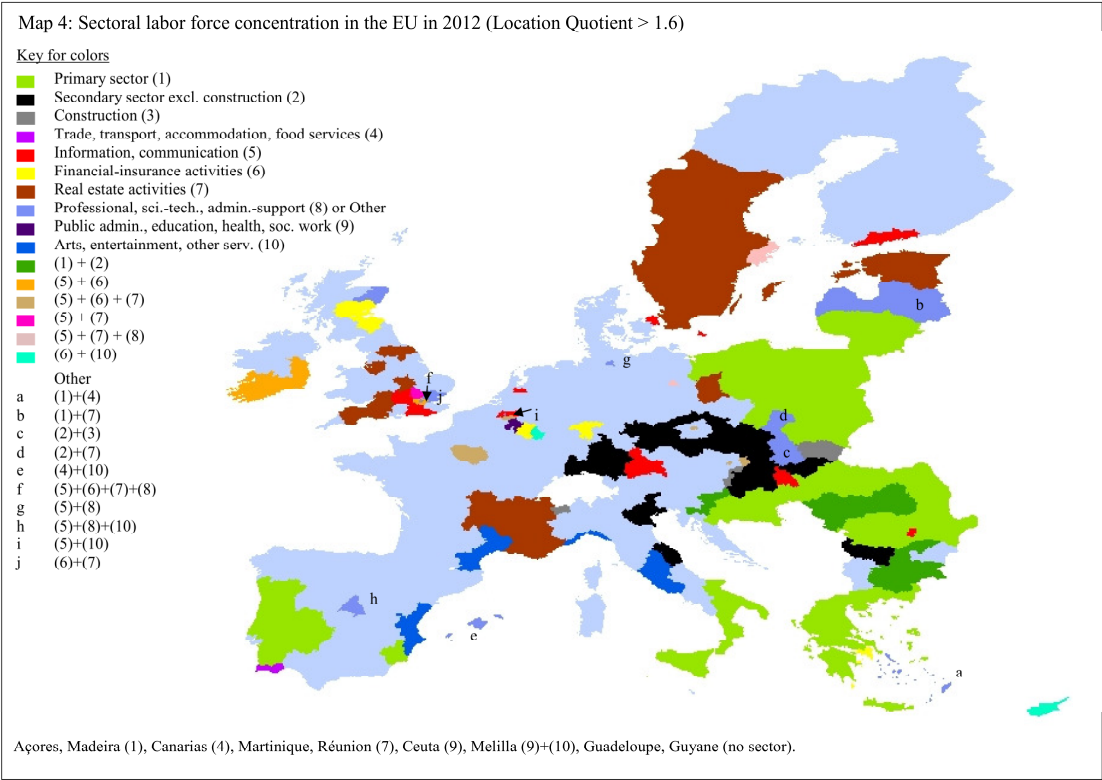 Map 4: Sectoral labor force concentration in the EU in 2012 (Location Quotient > 1.6)
Key for colors
Primary sector (1)
Secondary sector excl. construction (2)
Construction (3)
Trade, transport, accommodation, food services (4)
Information, communication (5)
Financial-insurance activities (6)
Real estate activities (7)
Professional, sci.-tech., admin.-support (8) or Other
Public admin., education, health, soc. work (9)
Arts, entertainment, other serv. (10)
(1) + (2)
(5) + (6)
(5) + (6) + (7)
(5) + (7)
(5) + (7) + (8)
(6) + (10)
Other
a (1)+(4)
b (1)+(7)
c (2)+(3)
d (2)+(7)
e (4)+(10)
f (5)+(6)+(7)+(8)
g (5)+(8)
h (5)+(8)+(10)
i (5)+(10)
j (6)+(7)
b
g
f
j
i
d
c
h
e
a
Açores, Madeira (1), Canarias (4), Martinique, Réunion (7), Ceuta (9), Melilla (9)+(10), Guadeloupe, Guyane (no sector).